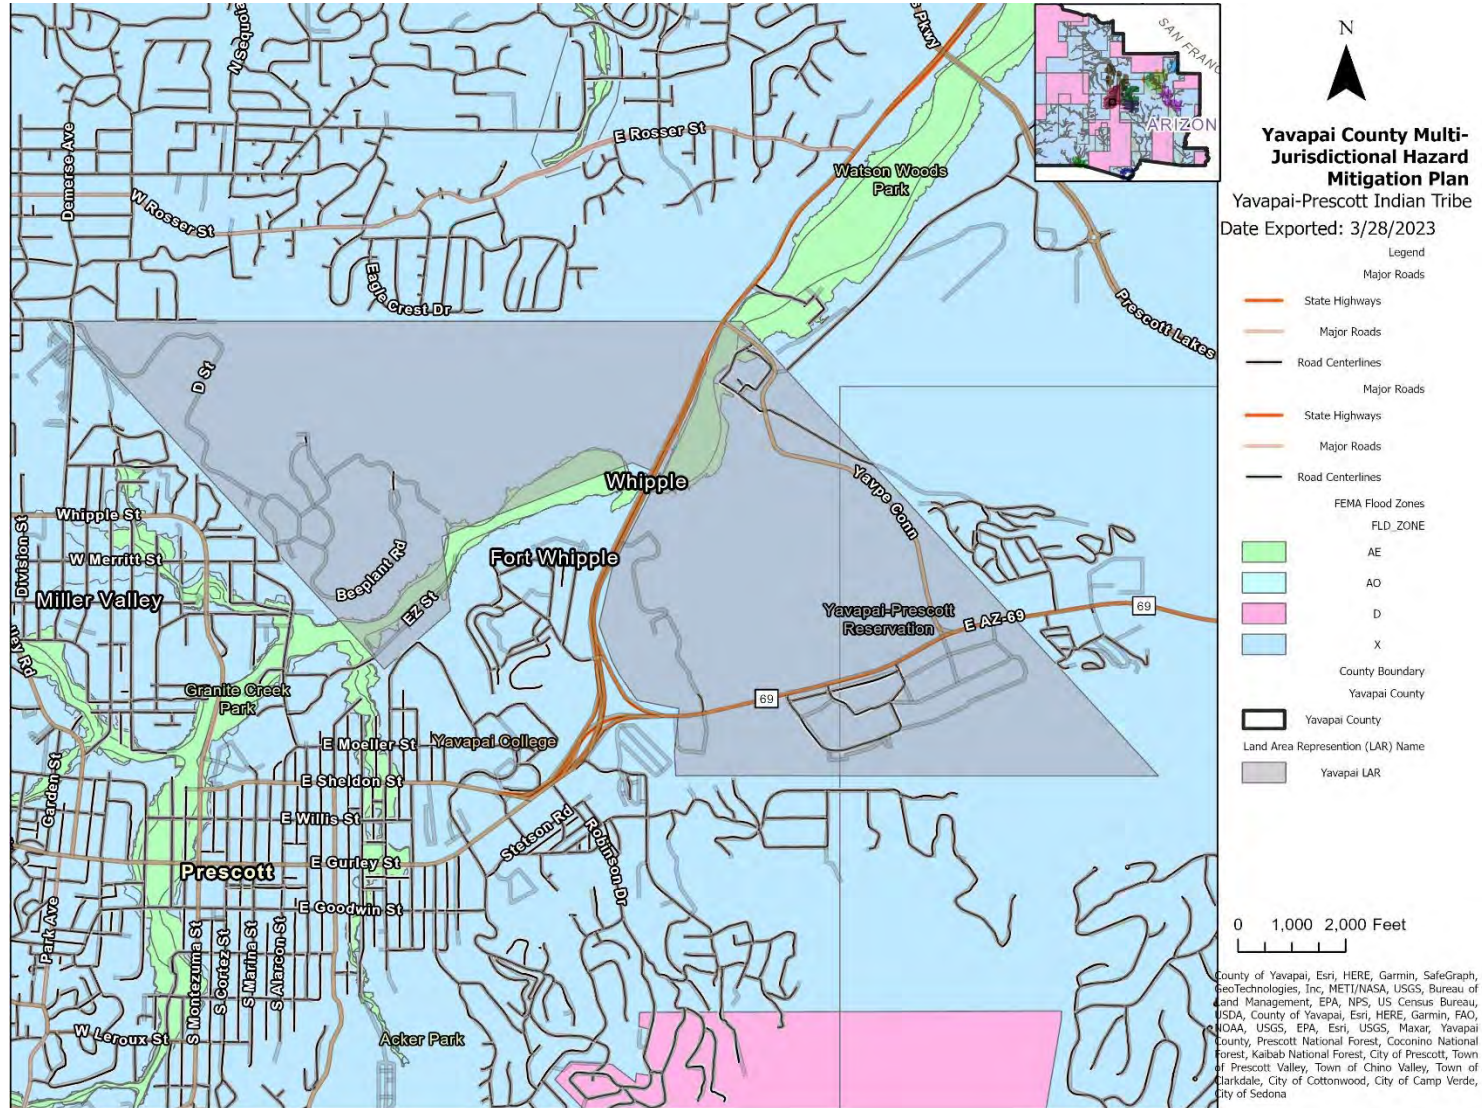 N Sequoia
s Pkwy
SAN FRANC
ARIZON
Demerse Ave
E Rosser St
W Rosser St
Watson Woods
Park
Eagle Crest Dr
Prescott Lakes
D St
Whipple
Yavpe Conn
Whipple St
W Merritt St
Division St
Miller Valley
Fort Whipple
Beeplant Rd
EZ St
Yavapai-Prescott
Reservation
E AZ-69
69
69
Granite Creek
Park
E Moeller St
Yavapai College
E Sheldon St
Garden St
E Willis St
Stetson Rd
Robinson Dr
E Gurley St
Prescott
E Goodwin St
Park Ave
S Montezuma St
S Cortez St
S Marina St
S Alarcon St
W Leroux St
Acker Park
N
Yavapai County Multi-
Jurisdictional Hazard
Mitigation Plan
Yavapai-Prescott Indian Tribe
Date Exported: 3/28/2023
Legend
Major Roads
State Highways
Major Roads
Road Centerlines
Major Roads
State Highways
Major Roads
Road Centerlines
FEMA Flood Zones
FLD_ZONE
AE
AO
D
X
County Boundary
Yavapai County
Yavapai County
Land Area Represention (LAR) Name
Yavapai LAR
0 1,000 2,000 Feet
County of Yavapai, Esri, HERE, Garmin, SafeGraph,
GeoTechnologies, Inc, METI/NASA, USGS, Bureau of
Land Management, EPA, NPS, US Census Bureau,
USDA, County of Yavapai, Esri, HERE, Garmin, FAO,
NOAA, USGS, EPA, Esri, USGS, Maxar, Yavapai
County, Prescott National Forest, Coconino National
Forest, Kaibab National Forest, City of Prescott, Town
of Prescott Valley, Town of Chino Valley, Town of
Clarkdale, City of Cottonwood, City of Camp Verde,
City of Sedona